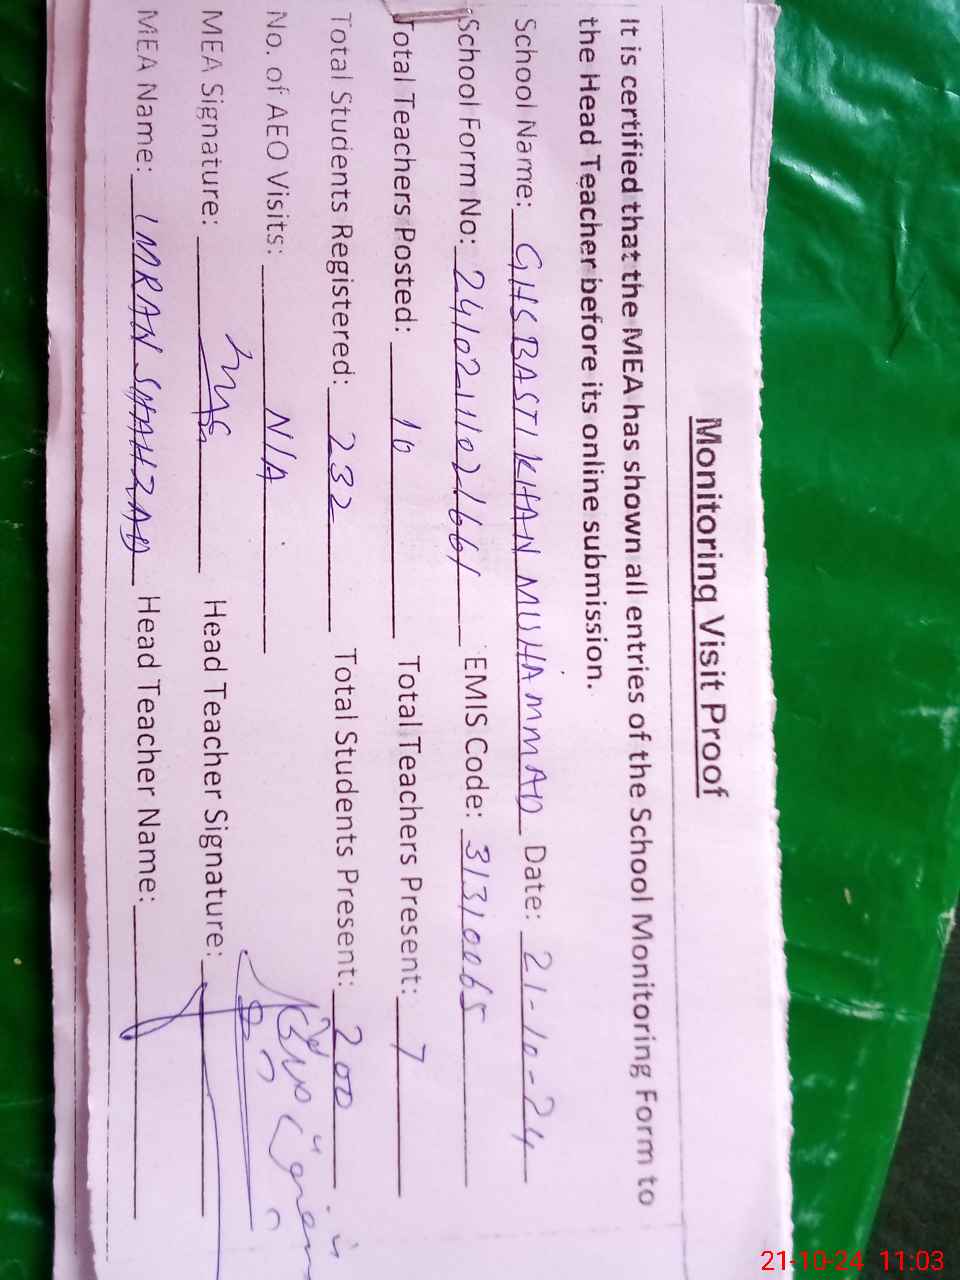 Monitoring Visit Proof
It is certified that the MEA has shown all entries of the School Monitoring Form to
the Head Teacher before its online submission.
School Name: GHS BASTI KHAN MUHAMMAD Date: 21-10-24
School Form No: EMIS Code: 31310065
Total Teachers Posted: 10 Total Teachers Present: 7
Total Students Registered: 232 Total Students Present: 200
No. of AEO Visits: N/A
MEA Signature: Head Teacher Signature:
MEA Name: IMRAN SHAHZAD Head Teacher Name:
21-10-24 11:03